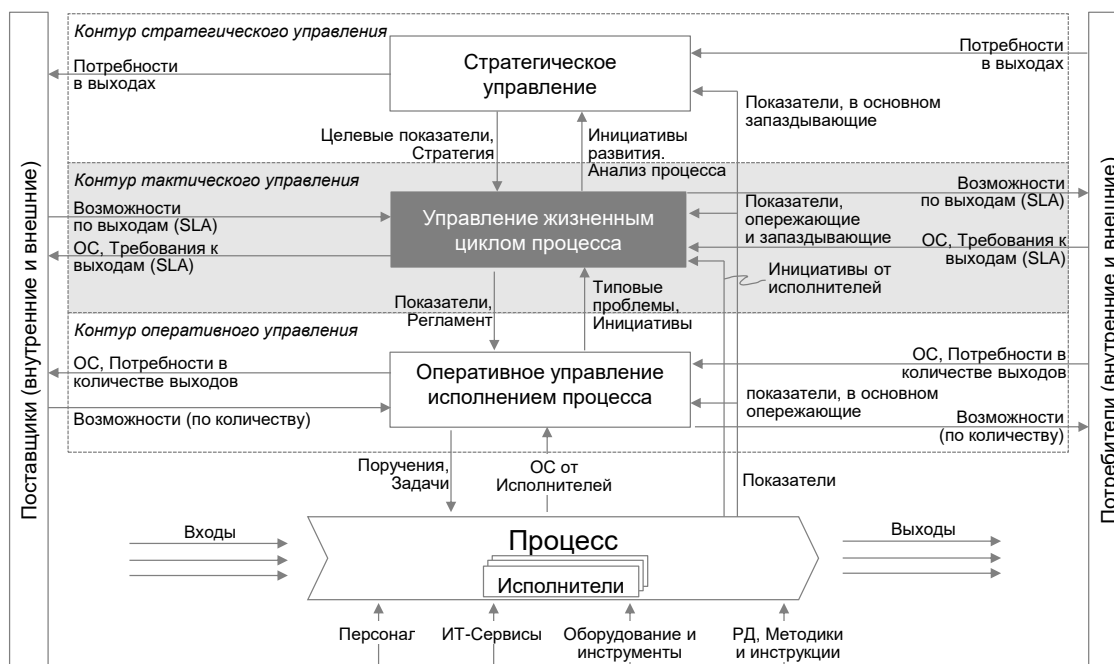 Контур стратегического управления
Потребности
в выходах
Стратегическое
управление
Потребности
в выходах
Показатели, в основном
запаздывающие
Целевые показатели,
Стратегия
Инициативы
развития.
Анализ процесса
Контур тактического управления
Возможности
по выходам (SLA)
ОС, Требования к
выходам (SLA)
Управление жизненным
циклом процесса
Показатели,
опережающие
и запаздывающие
Возможности
по выходам (SLA)
ОС, Требования к
выходам (SLA)
Инициативы от
исполнителей
Показатели,
Регламент
Типовые
проблемы,
Инициативы
Контур оперативного управления
ОС, Потребности в
количестве выходов
Возможности (по количеству)
Оперативное управление
исполнением процесса
ОС, Потребности в
количестве выходов
показатели, в основном
опережающие
Возможности
(по количеству)
Поручения,
Задачи
ОС от
Исполнителей
Показатели
Входы
Процесс
Исполнители
Выходы
Персонал
ИТ-Сервисы
Оборудование и
инструменты
РД, Методики
и инструкции
Поставщики (внутренние и внешние)
Потребители (внутренние и внешние)